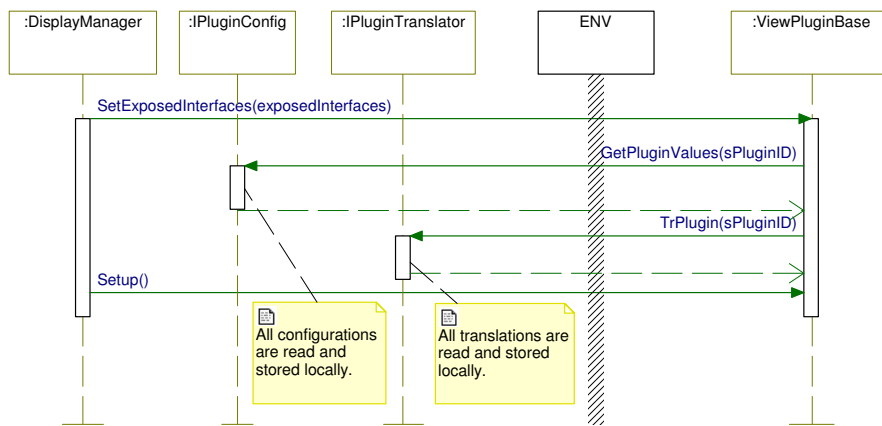 :DisplayManager
:IPluginConfig
:IPluginTranslator
ENV
:ViewPluginBase
SetExposedInterfaces(exposedInterfaces)
GetPluginValues(sPluginID)
TrPlugin(sPluginID)
Setup()
All configurations
are read and
stored locally.
All translations are
read and stored
locally.